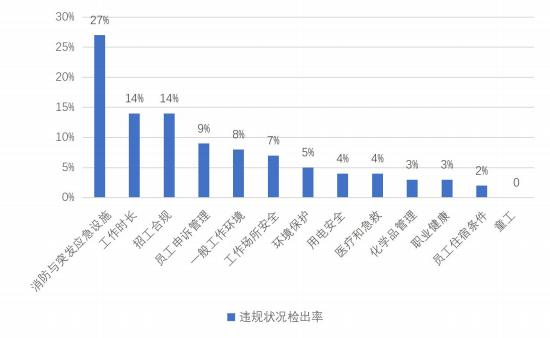 30%
25%
20%
15%
10%
5%
0%
27%
14%
14%
9%
8%
7%
5%
4%
4%
3%
3%
2%
0
消防与突发应急设施
工作时长
招工合规
员工申诉管理
一般工作环境
工作场所安全
环境保护
用电安全
医疗和急救
化学品管理
职业健康
员工住宿条件
童工
违规状况检出率